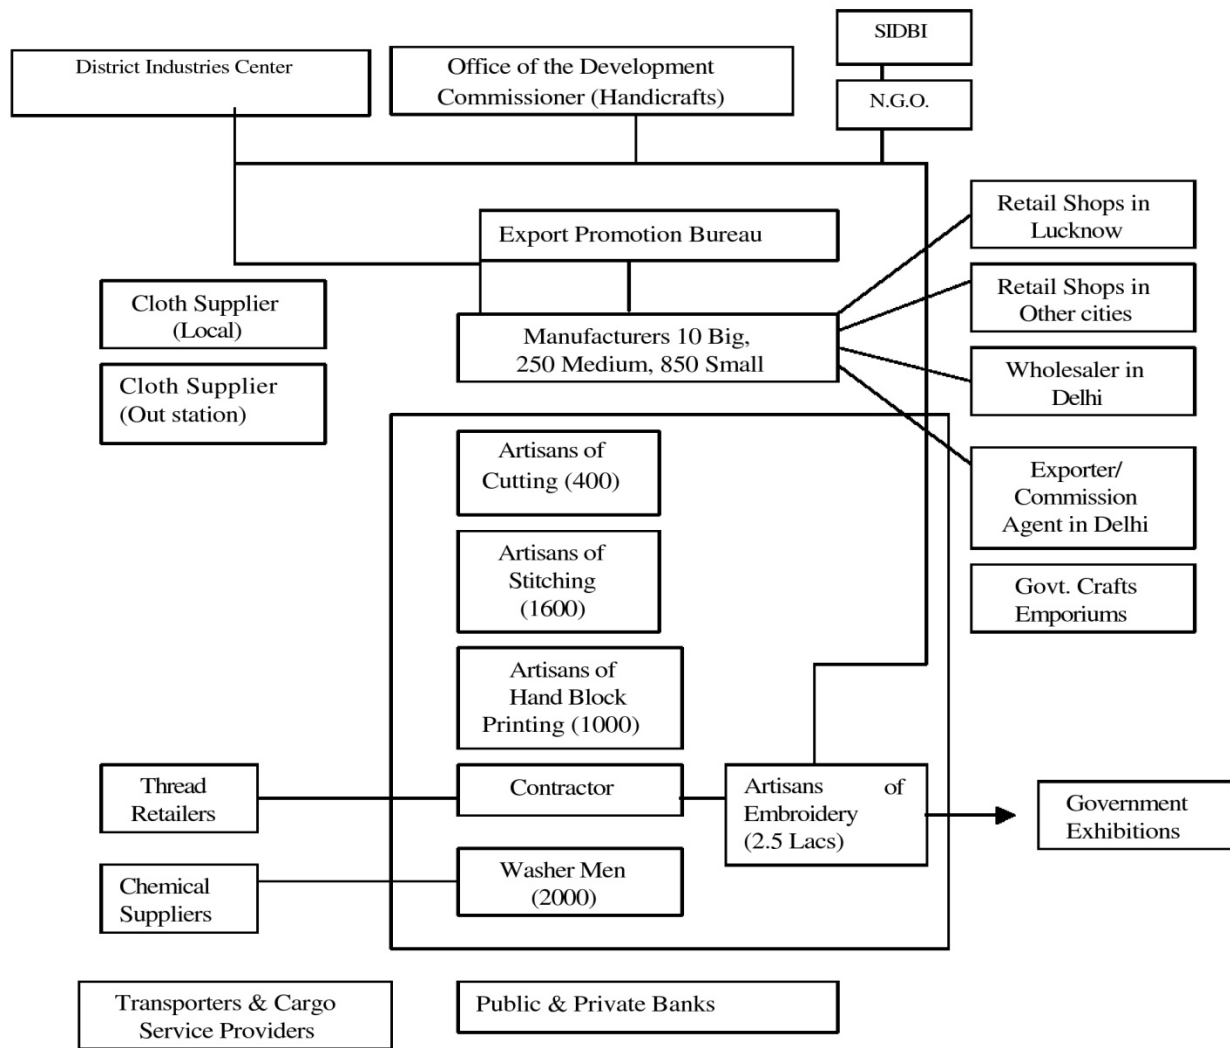 SIDBI
District Industries Center
Office of the Development
Commissioner (Handicrafts)
N.G.O.
Retail Shops in
Lucknow
Export Promotion Bureau
Cloth Supplier
(Local)
Retail Shops in
Other cities
Manufacturers 10 Big,
250 Medium, 850 Small
Wholesaler in
Delhi
Cloth Supplier
(Out station)
Artisans of
Cutting (400)
Exporter/
Commission
Agent in Delhi
Artisans of
Stitching
(1600)
Govt. Crafts
Emporiums
Artisans of
Hand Block
Printing (1000)
Thread
Retailers
Contractor
Artisans of
Embroidery
(2.5 Lacs)
Government
Exhibitions
Chemical
Suppliers
Washer Men
(2000)
Transporters & Cargo
Service Providers
Public & Private Banks